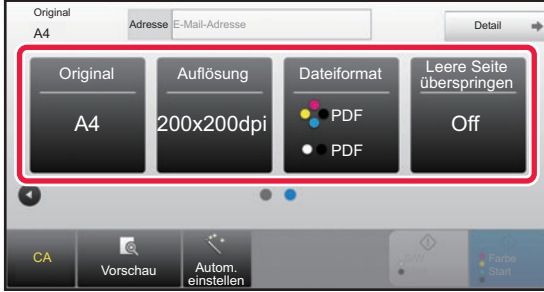 Original
A4
Adresse E-Mail-Adresse
Detail
Original
A4
Auflösung
200x200dpi
Dateiformat
PDF
PDF
Leere Seite
überspringen
Off
CA
Vorschau
Autom.
einstellen
S/W
Start
Farbe
Start